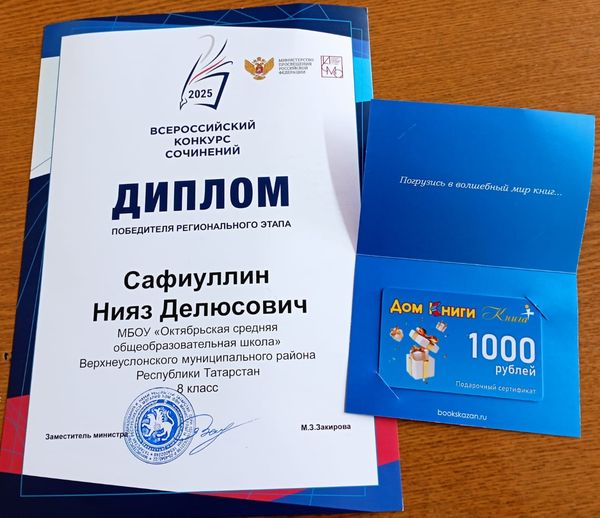 2025
МИНИСТЕРСТВО
ПРОСВЕЩЕНИЯ
РОССИЙСКОЙ
ФЕДЕРАЦИИ
ВСЕРОССИЙСКИЙ
КОНКУРС
СОЧИНЕНИЙ
ДИПЛОМ
ПОБЕДИТЕЛЯ РЕГИОНАЛЬНОГО ЭТАПА
Сафиуллин
Нияз Делюсович
МБОУ «Октябрьская средняя
общеобразовательная школа»
Верхнеуслонского муниципального района
Республики Татарстан
8 класс
Заместитель министра
М.З.Закирова
Погрузись в волшебный мир книг...
Дом Книги Книга
1000
рублей
Подарочный сертификат
bookskazan.ru